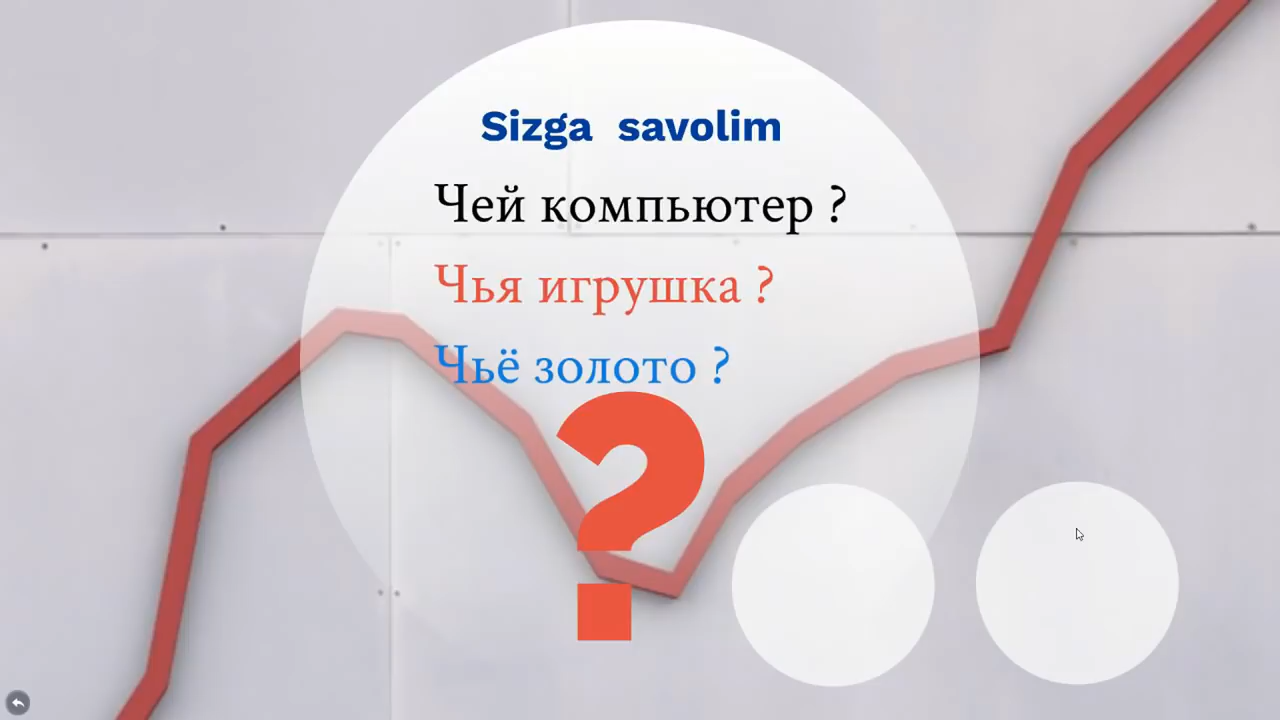 Sizga savolim
Чей компьютер ?
Чья игрушка ?
Чьё золото ?
?